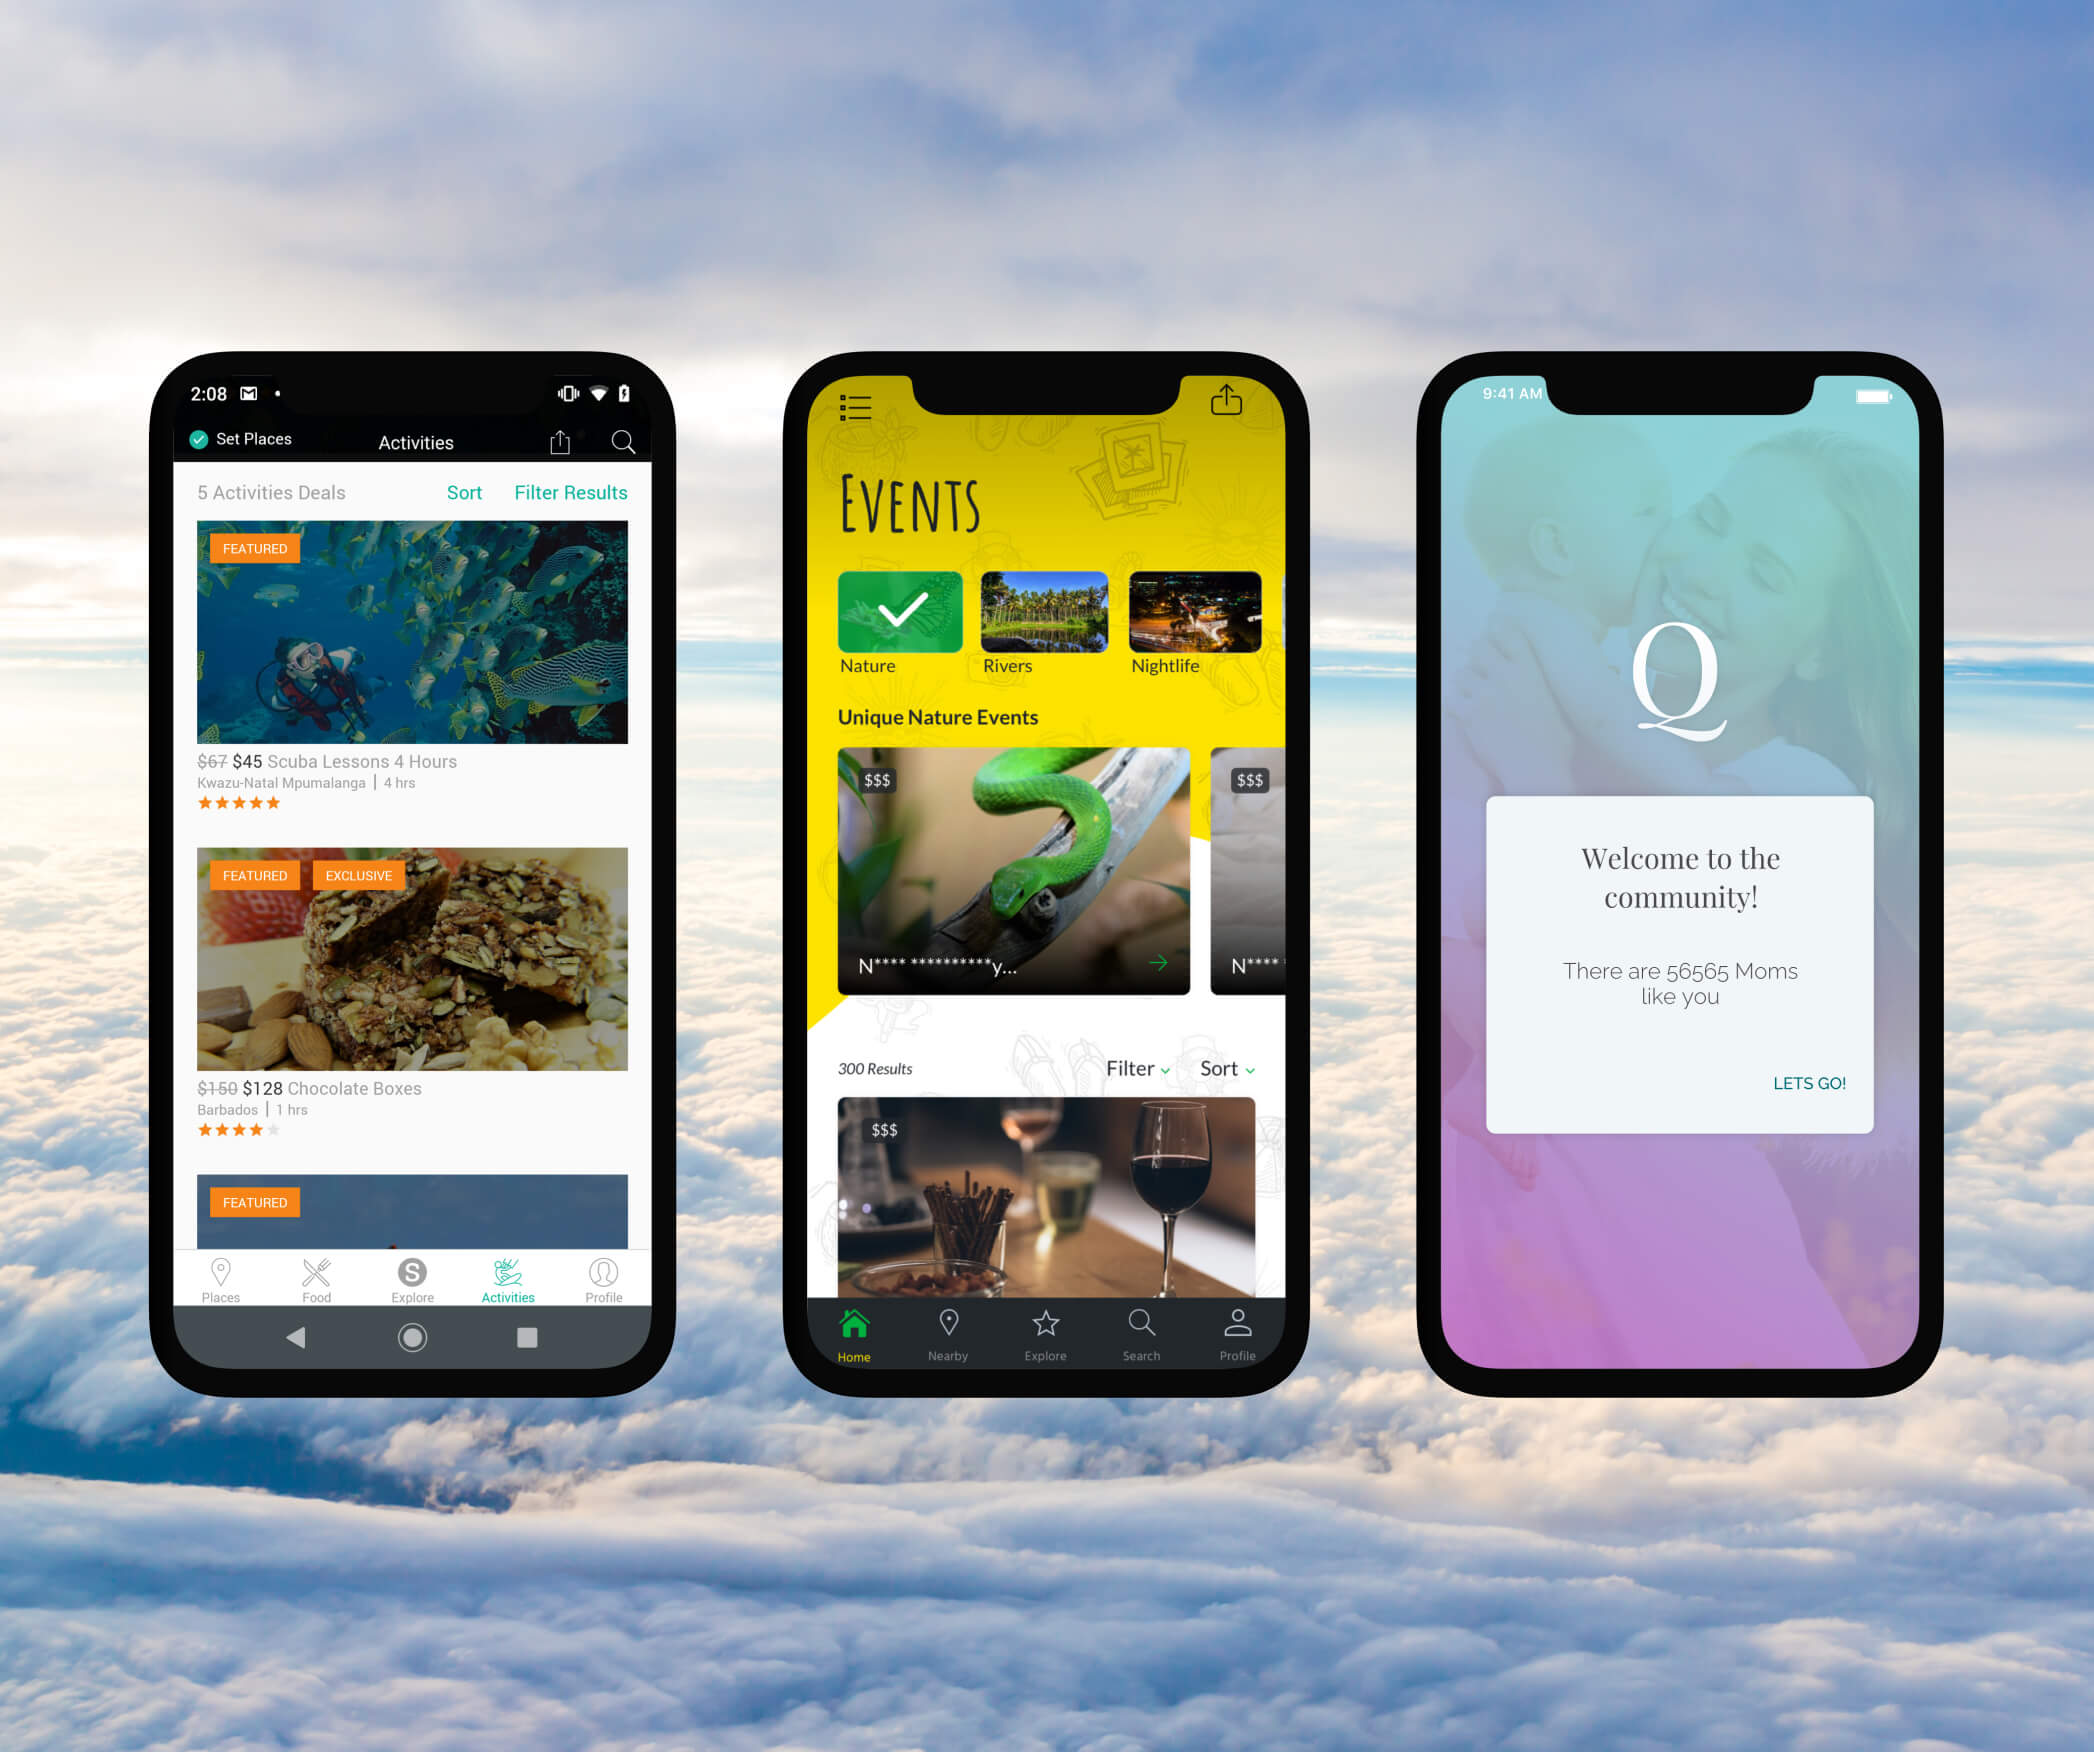 2:08
Set Places
Activities
5 Activities Deals
Sort
Filter Results
FEATURED
$67 $45 Scuba Lessons 4 Hours
Kwazu-Natal Mpumalanga | 4 hrs
FEATURED
EXCLUSIVE
$150 $128 Chocolate Boxes
Barbados | 1 hrs
FEATURED
Places
Food
S
Explore
Activities
Profile
EVENTS
Nature
Rivers
Nightlife
Unique Nature Events
$$$
$$$
N**** **********y...
N****
300 Results
Filter
Sort
$$$
Home
Nearby
Explore
Search
Profile
9:41 AM
Q
Welcome to the
community!
There are 56565 Moms
like you
LETS GO!